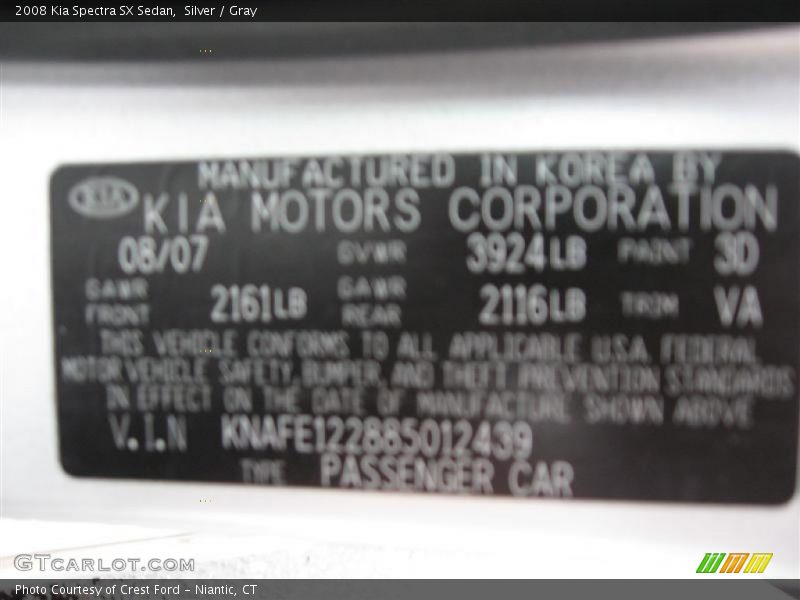 2008 Kia Spectra SX Sedan,  Silver / Gray
MANUFACTURED IN KOREA BY
KIA KIA MOTORS CORPORATION
08/07 GVWR 3924LB PAINT 3D
GAWR FRONT 2161LB GAWR REAR 2116LB TRIM VA
THIS VEHICLE CONFORMS TO ALL APPLICABLE U.S.A. FEDERAL
MOTOR VEHICLE SAFETY, BUMPER, AND THEFT PREVENTION STANDARDS
IN EFFECT ON THE DATE OF MANUFACTURE SHOWN ABOVE
V.I.N KNAFE122885012439
TYPE PASSENGER CAR
GTCARLOT.COM
Photo Courtesy of Crest Ford - Niantic, CT